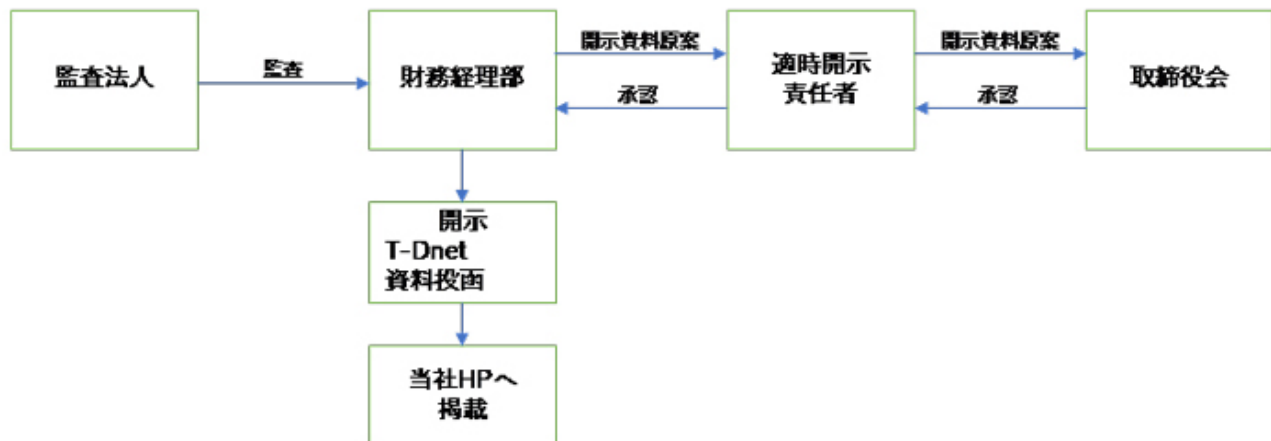 監査法人
監査
財務経理部
開示資料原案
承認
適時開示
責任者
開示資料原案
承認
取締役会
開示
T-Dnet
資料投函
当社HPへ
掲載